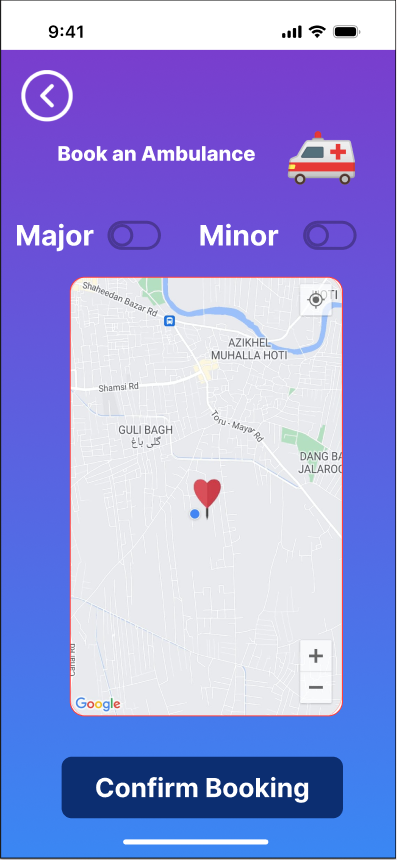 9:41
Book an Ambulance
Major
Minor
Shaheedan Bazar Rd
HOTI
AZIKHEL
MUHALLA HOTI
Shamsi Rd
Toru - Mayar Rd
GULI BAGH
گلی باغ
DANG BA
JALAROO
Canal Rd
+
−
Google
Confirm Booking